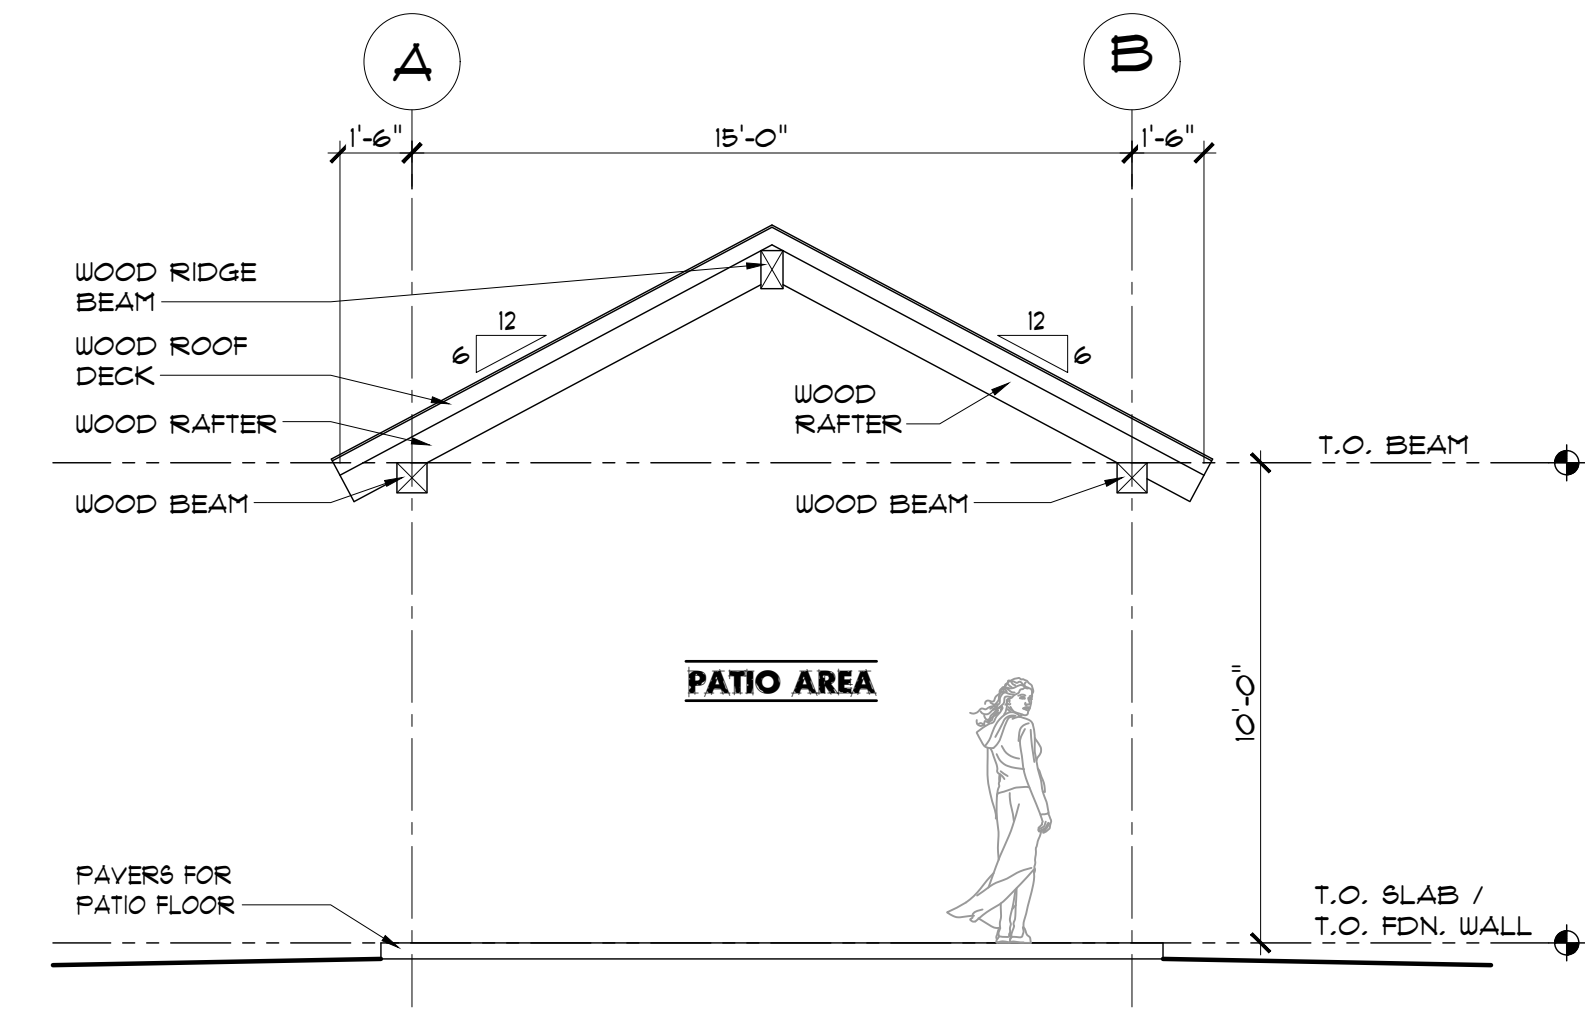 A
B
1'-6"
15'-0"
1'-6"
WOOD RIDGE
BEAM
12
6
12
6
WOOD ROOF
DECK
WOOD
RAFTER
WOOD RAFTER
T.O. BEAM
WOOD BEAM
WOOD BEAM
PATIO AREA
10'-0"
PAVERS FOR
PATIO FLOOR
T.O. SLAB /
T.O. FDN. WALL